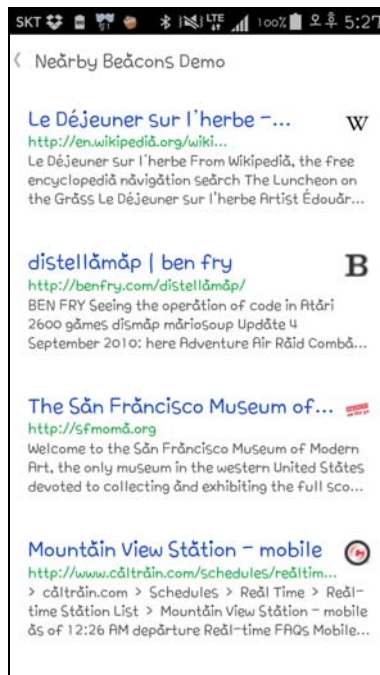 SKT LTE 100% 오후 5:27
Nearby Beacons Demo
Le Déjeuner sur l'herbe -... W
http://en.wikipedia.org/wiki...
Le Déjeuner sur l'herbe From Wikipedia, the free
encyclopedia navigation search The Luncheon on
the Grass Le Déjeuner sur l'herbe Artist Édouar...
distellamap | ben fry B
http://benfry.com/distellamap/
BEN FRY Seeing the operation of code in Atari
2600 games dismap mariosoup Update 4
September 2010: here Adventure Air Raid Comba...
The San Francisco Museum of...
http://sfmoma.org
Welcome to the San Francisco Museum of Modern
Art, the only museum in the western United States
devoted to collecting and exhibiting the full sco...
Mountain View Station - mobile
http://www.caltrain.com/schedules/realtim...
> caltrain.com > Schedules > Real Time > Real-
time Station List > Mountain View Station - mobile
as of 12:26 AM departure Real-time FAQs Mobile...